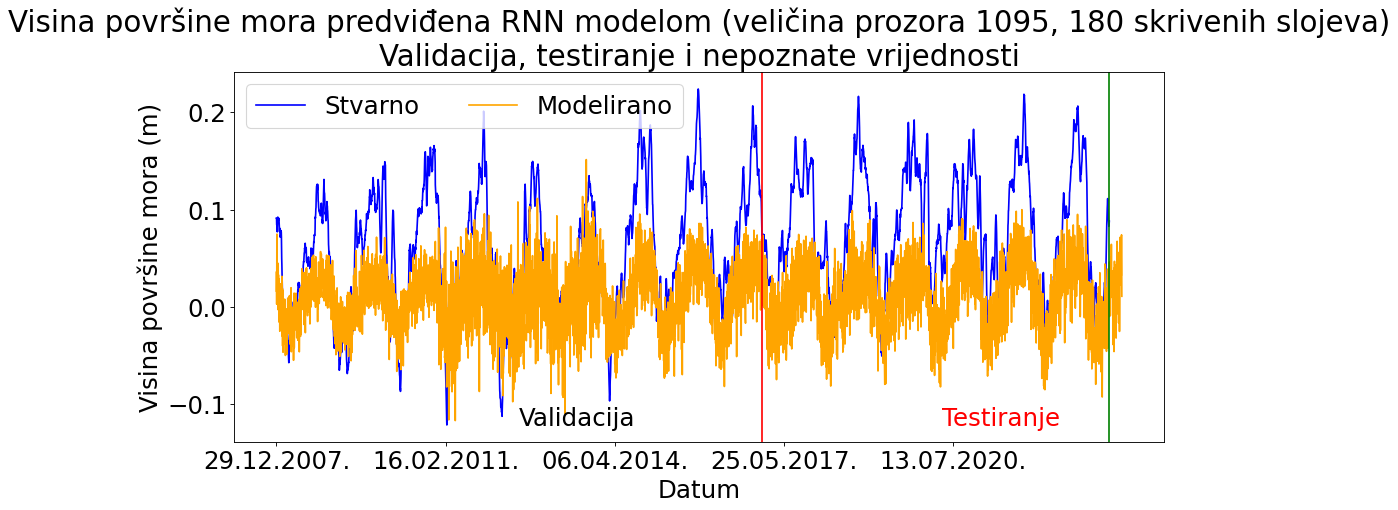 Visina površine mora predviđena RNN modelom (veličina prozora 1095, 180 skrivenih slojeva)
Validacija, testiranje i nepoznate vrijednosti
Stvarno
Modelirano
Visina površine mora (m)
0.2
0.1
0.0
−0.1
Validacija
Testiranje
29.12.2007.
16.02.2011.
06.04.2014.
25.05.2017.
13.07.2020.
Datum